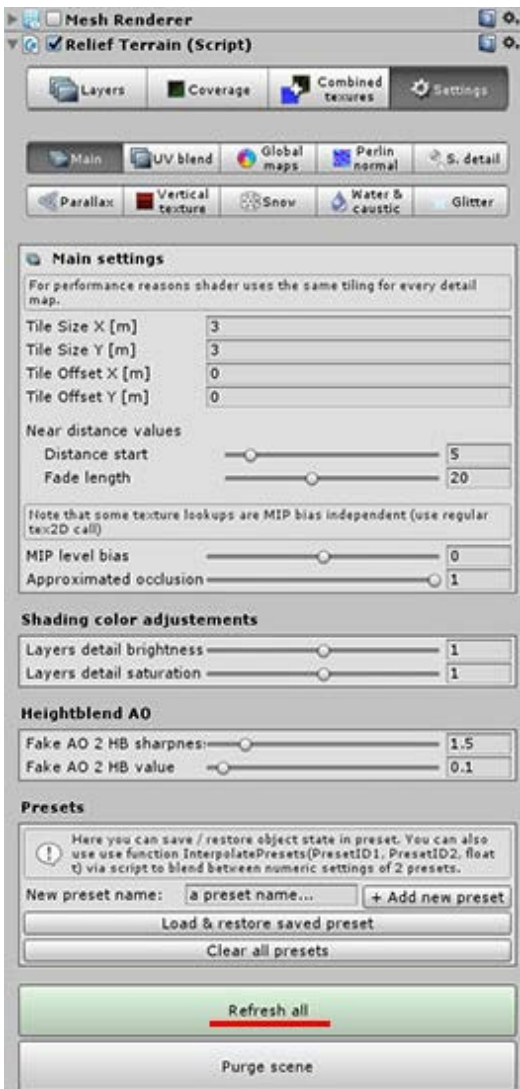 Mesh Renderer
Relief Terrain (Script)
Layers
Coverage
Combined
texures
Settings
Main
UV blend
Global
maps
Perlin
normal
S. detail
Parallax
Vertical
texture
Snow
Water &
caustic
Glitter
Main settings
For performance reasons shader uses the same tiling for every detail
map.
Tile Size X [m] 3
Tile Size Y [m] 3
Tile Offset X [m] 0
Tile Offset Y [m] 0
Near distance values
Distance start 5
Fade length 20
Note that some texture lookups are MIP bias independent (use regular
tex2D call)
MIP level bias 0
Approximated occlusion 1
Shading color adjustements
Layers detail brightness 1
Layers detail saturation 1
Heightblend AO
Fake AO 2 HB sharpnes: 1.5
Fake AO 2 HB value 0.1
Presets
Here you can save / restore object state in preset. You can also
use use function InterpolatePresets(PresetID1, PresetID2, float
t) via script to blend between numeric settings of 2 presets.
New preset name: a preset name... + Add new preset
Load & restore saved preset
Clear all presets
Refresh all
Purge scene